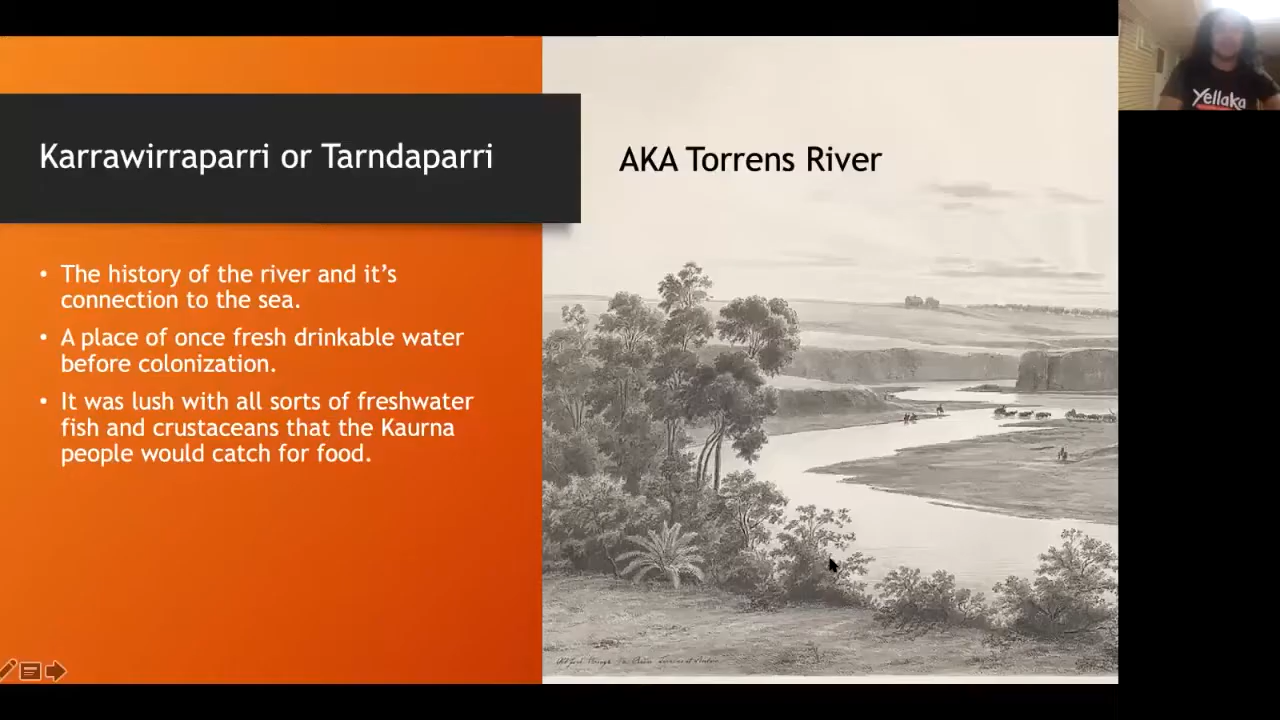 Karrawirraparri or Tarndaparri
AKA Torrens River
• The history of the river and it’s
connection to the sea.
• A place of once fresh drinkable water
before colonization.
• It was lush with all sorts of freshwater
fish and crustaceans that the Kaurna
people would catch for food.
Yellaka